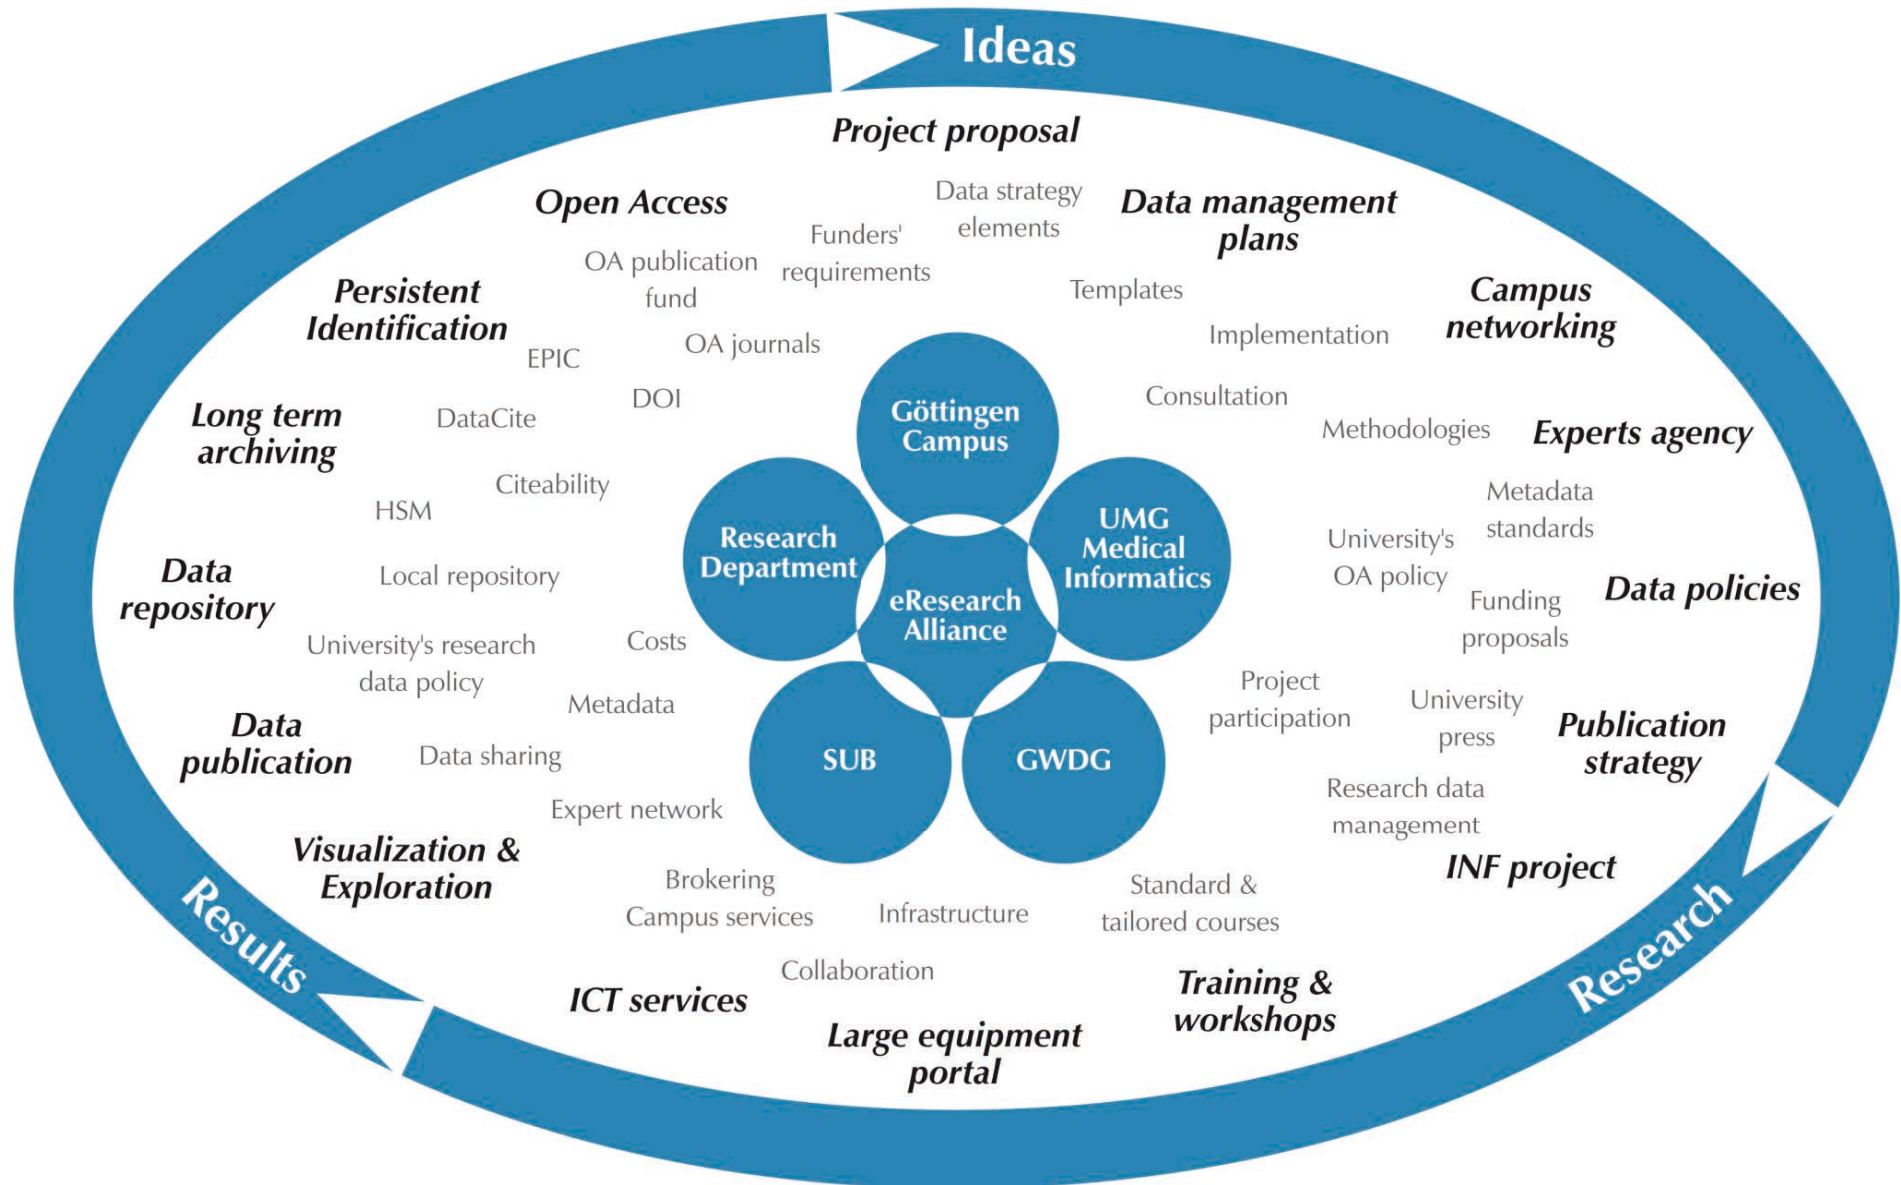 Ideas
Project proposal
Open Access
Data strategy
elements
Data management
plans
Funders'
requirements
OA publication
fund
Persistent
Identification
Templates
Campus
networking
Implementation
OA journals
EPIC
DOI
Consultation
Long term
archiving
DataCite
Göttingen
Campus
Methodologies
Experts agency
Citeability
HSM
Metadata
standards
Research
Department
UMG
Medical
Informatics
University's
OA policy
Data
repository
Local repository
eResearch
Alliance
Funding
proposals
Data policies
University's research
data policy
Costs
Metadata
Project
participation
University
press
Publication
strategy
Data
publication
Data sharing
SUB
GWDG
Expert network
Research data
management
Visualization &
Exploration
INF project
Brokering
Campus services
Infrastructure
Standard &
tailored courses
Results
Research
Collaboration
ICT services
Training &
workshops
Large equipment
portal